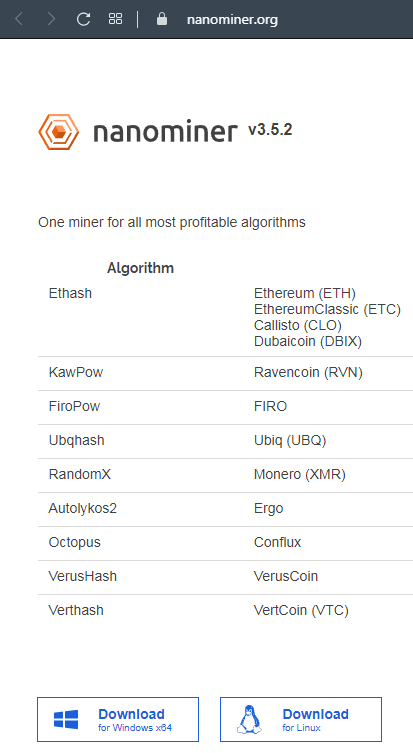 nanominer.org
nanominer v3.5.2
One miner for all most profitable algorithms
Algorithm
Ethash Ethereum (ETH)
EthereumClassic (ETC)
Callisto (CLO)
Dubaicoin (DBIX)
KawPow Ravencoin (RVN)
FiroPow FIRO
Ubqhash Ubiq (UBQ)
RandomX Monero (XMR)
Autolykos2 Ergo
Octopus Conflux
VerusHash VerusCoin
Verthash VertCoin (VTC)
Download
for Windows x64
Download
for Linux